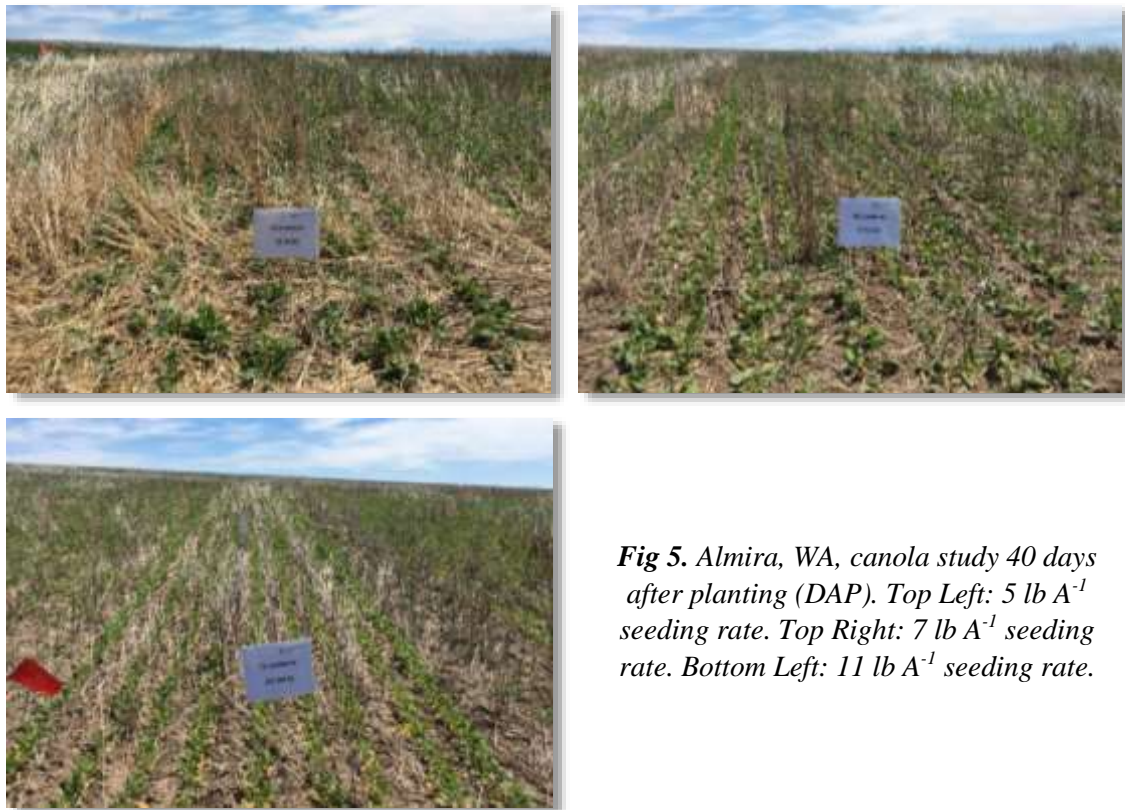 Fig 5. Almira, WA, canola study 40 days
after planting (DAP). Top Left: 5 lb A⁻¹
seeding rate. Top Right: 7 lb A⁻¹ seeding
rate. Bottom Left: 11 lb A⁻¹ seeding rate.